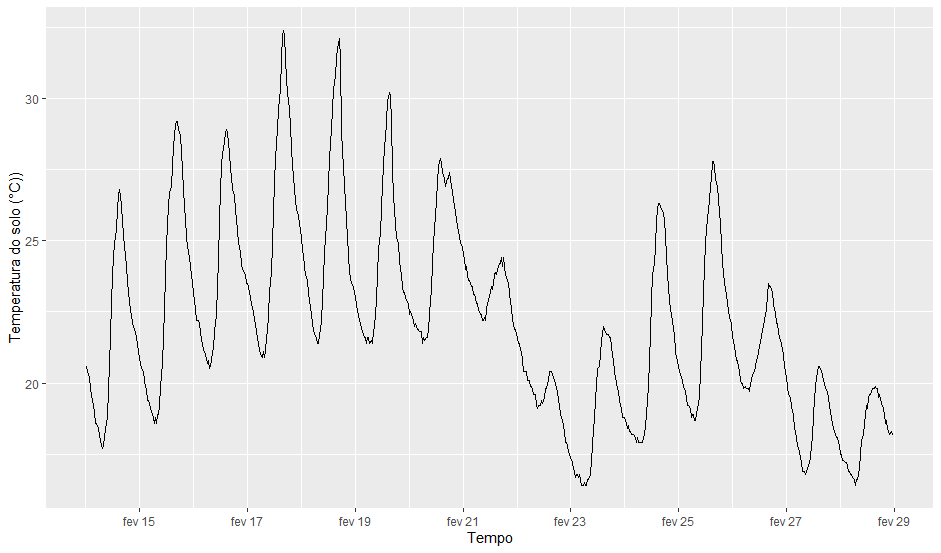 Temperatura do solo (°C))
30
25
20
fev 15
fev 17
fev 19
fev 21
fev 23
fev 25
fev 27
fev 29
Tempo